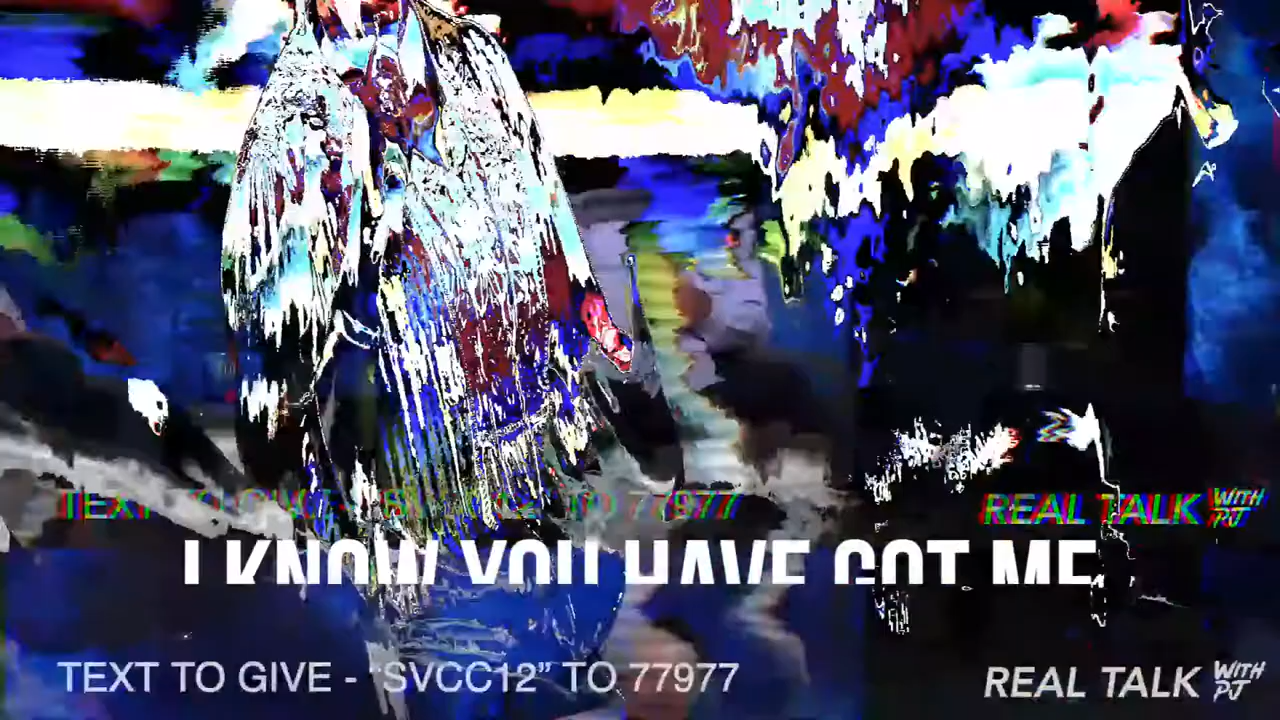 TEXT TO GIVE - "SVCC12" TO 77977
REAL TALK WITH PJ
I KNOW YOU HAVE GOT ME
TEXT TO GIVE - “SVCC12” TO 77977
REAL TALK WITH PJ